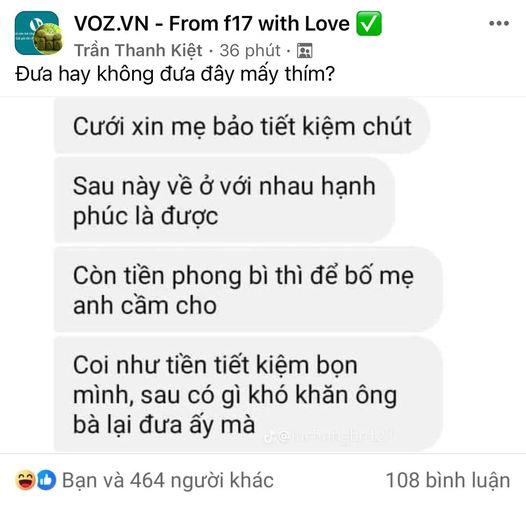 VOZ.VN - From f17 with Love ✅
Trần Thanh Kiệt · 36 phút ·
Đưa hay không đưa đây mấy thím?
Cưới xin mẹ bảo tiết kiệm chút
Sau này về ở với nhau hạnh
phúc là được
Còn tiền phong bì thì để bố mẹ
anh cầm cho
Coi như tiền tiết kiệm bọn
mình, sau có gì khó khăn ông
bà lại đưa ấy mà
Bạn và 464 người khác
108 bình luận